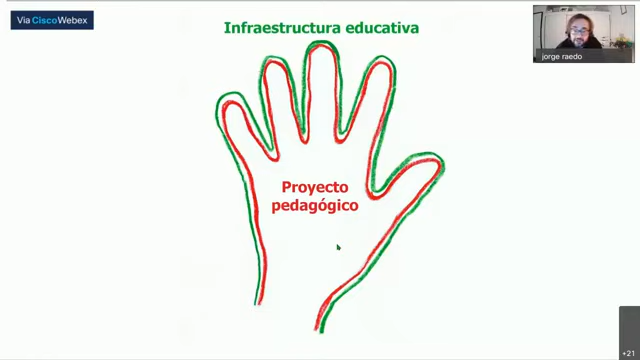 Via CiscoWebex
Infraestructura educativa
jorge raedo
Proyecto
pedagógico
+21